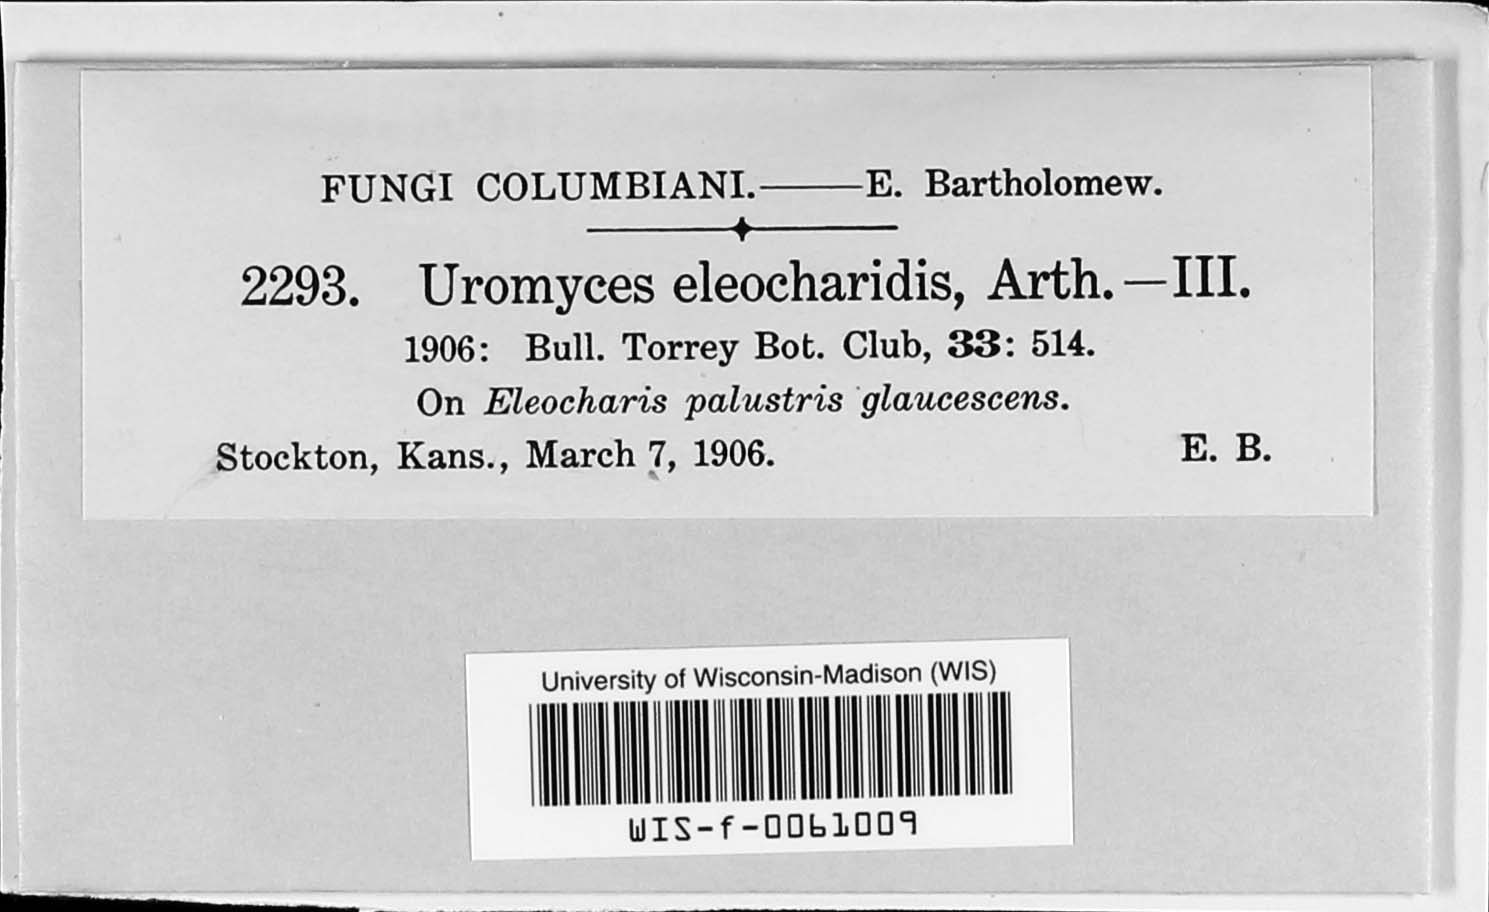 FUNGI COLUMBIANI.——E. Bartholomew.
2293. Uromyces eleocharidis, Arth.—III.
1906: Bull. Torrey Bot. Club, 33: 514.
On Eleocharis palustris glaucescens.
Stockton, Kans., March 7, 1906. E. B.
University of Wisconsin-Madison (WIS)
WIS-f-0061009